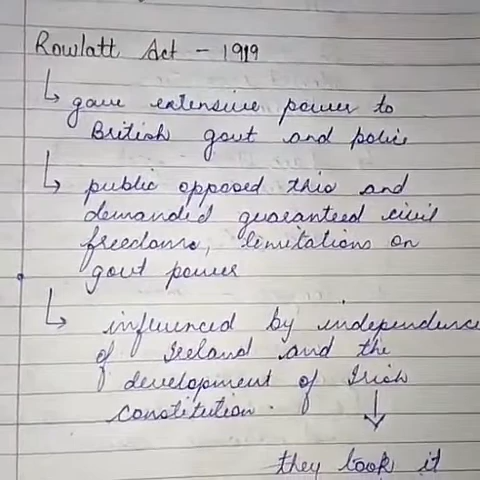 Rowlatt Act - 1919
↳ gave extensive power to
British govt and police
↳ public opposed this and
demanded guaranteed civil
freedoms, limitations on
govt power
↳ influenced by independence
of Ireland and the
development of Irish
constitution.
↓
they took it